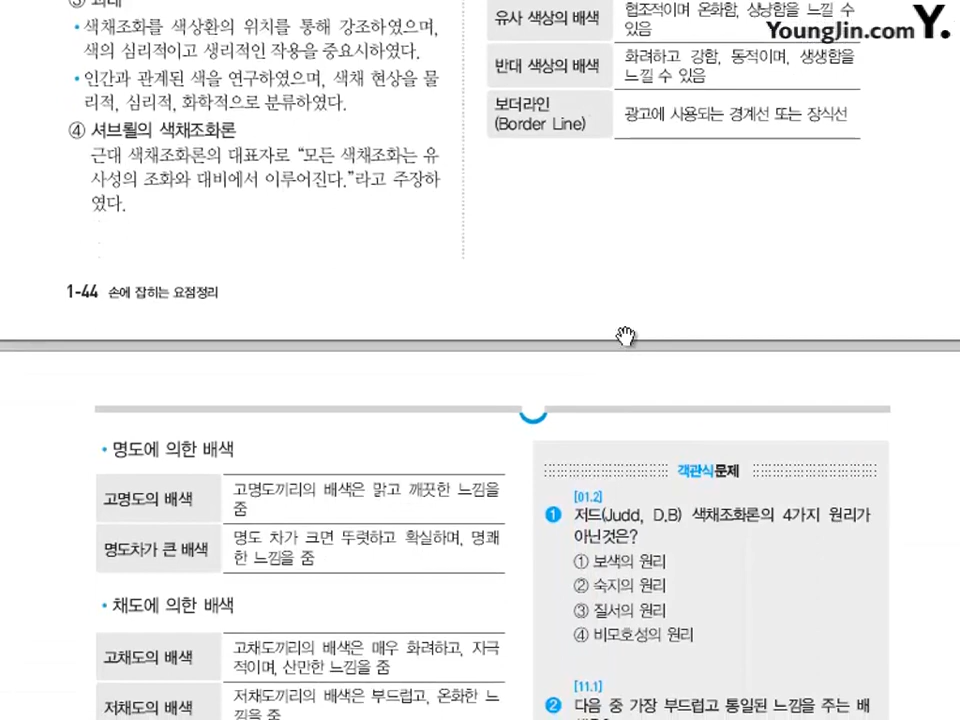 ③ 괴테
• 색채조화를 색상환의 위치를 통해 강조하였으며,
색의 심리적이고 생리적인 작용을 중요시하였다.
• 인간과 관계된 색을 연구하였으며, 색채 현상을 물
리적, 심리적, 화학적으로 분류하였다.
④ 셔브뢸의 색채조화론
근대 색채조화론의 대표자로 “모든 색채조화는 유
사성의 조화와 대비에서 이루어진다.”라고 주장하
였다.
1-44 손에 잡히는 요점정리
유사 색상의 배색
협조적이며 온화함, 상냥함을 느낄 수
있음
반대 색상의 배색
화려하고 강함, 동적이며, 생생함을
느낄 수 있음
보더라인
(Border Line)
광고에 사용되는 경계선 또는 장식선
YoungJin.com Y.
• 명도에 의한 배색
고명도의 배색
고명도끼리의 배색은 맑고 깨끗한 느낌을
줌
명도차가 큰 배색
명도 차가 크면 뚜렷하고 확실하며, 명쾌
한 느낌을 줌
• 채도에 의한 배색
고채도의 배색
고채도끼리의 배색은 매우 화려하고, 자극
적이며, 산만한 느낌을 줌
저채도의 배색
저채도끼리의 배색은 부드럽고, 온화한 느
낌을 줌
객관식문제
[01.2]
1 저드(Judd, D.B) 색채조화론의 4가지 원리가
아닌것은?
① 보색의 원리
② 숙지의 원리
③ 질서의 원리
④ 비모호성의 원리
[11.1]
2 다음 중 가장 부드럽고 통일된 느낌을 주는 배